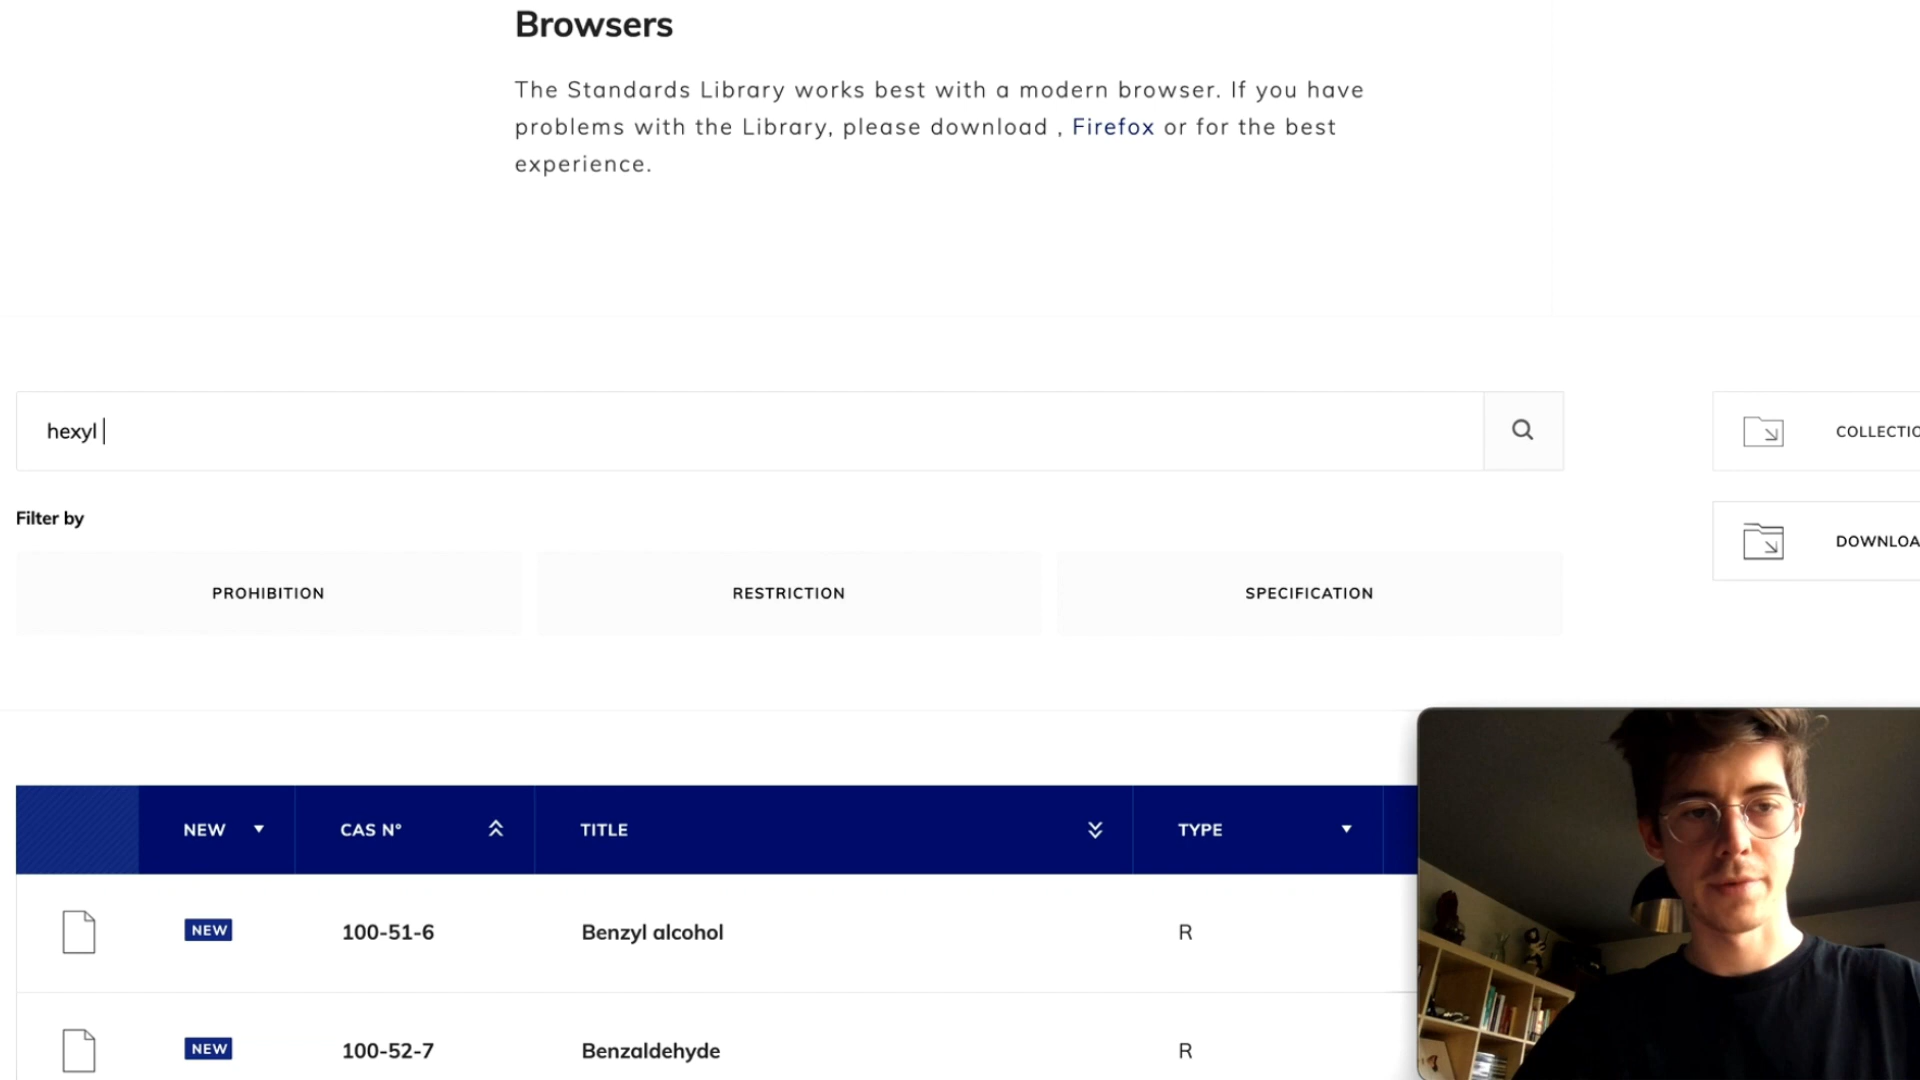 Browsers
The Standards Library works best with a modern browser. If you have
problems with the Library, please download , Firefox or for the best
experience.
hexyl
COLLECTIO
Filter by
DOWNLOA
PROHIBITION RESTRICTION SPECIFICATION
NEW CAS N° TITLE TYPE
NEW 100-51-6 Benzyl alcohol R
NEW 100-52-7 Benzaldehyde R